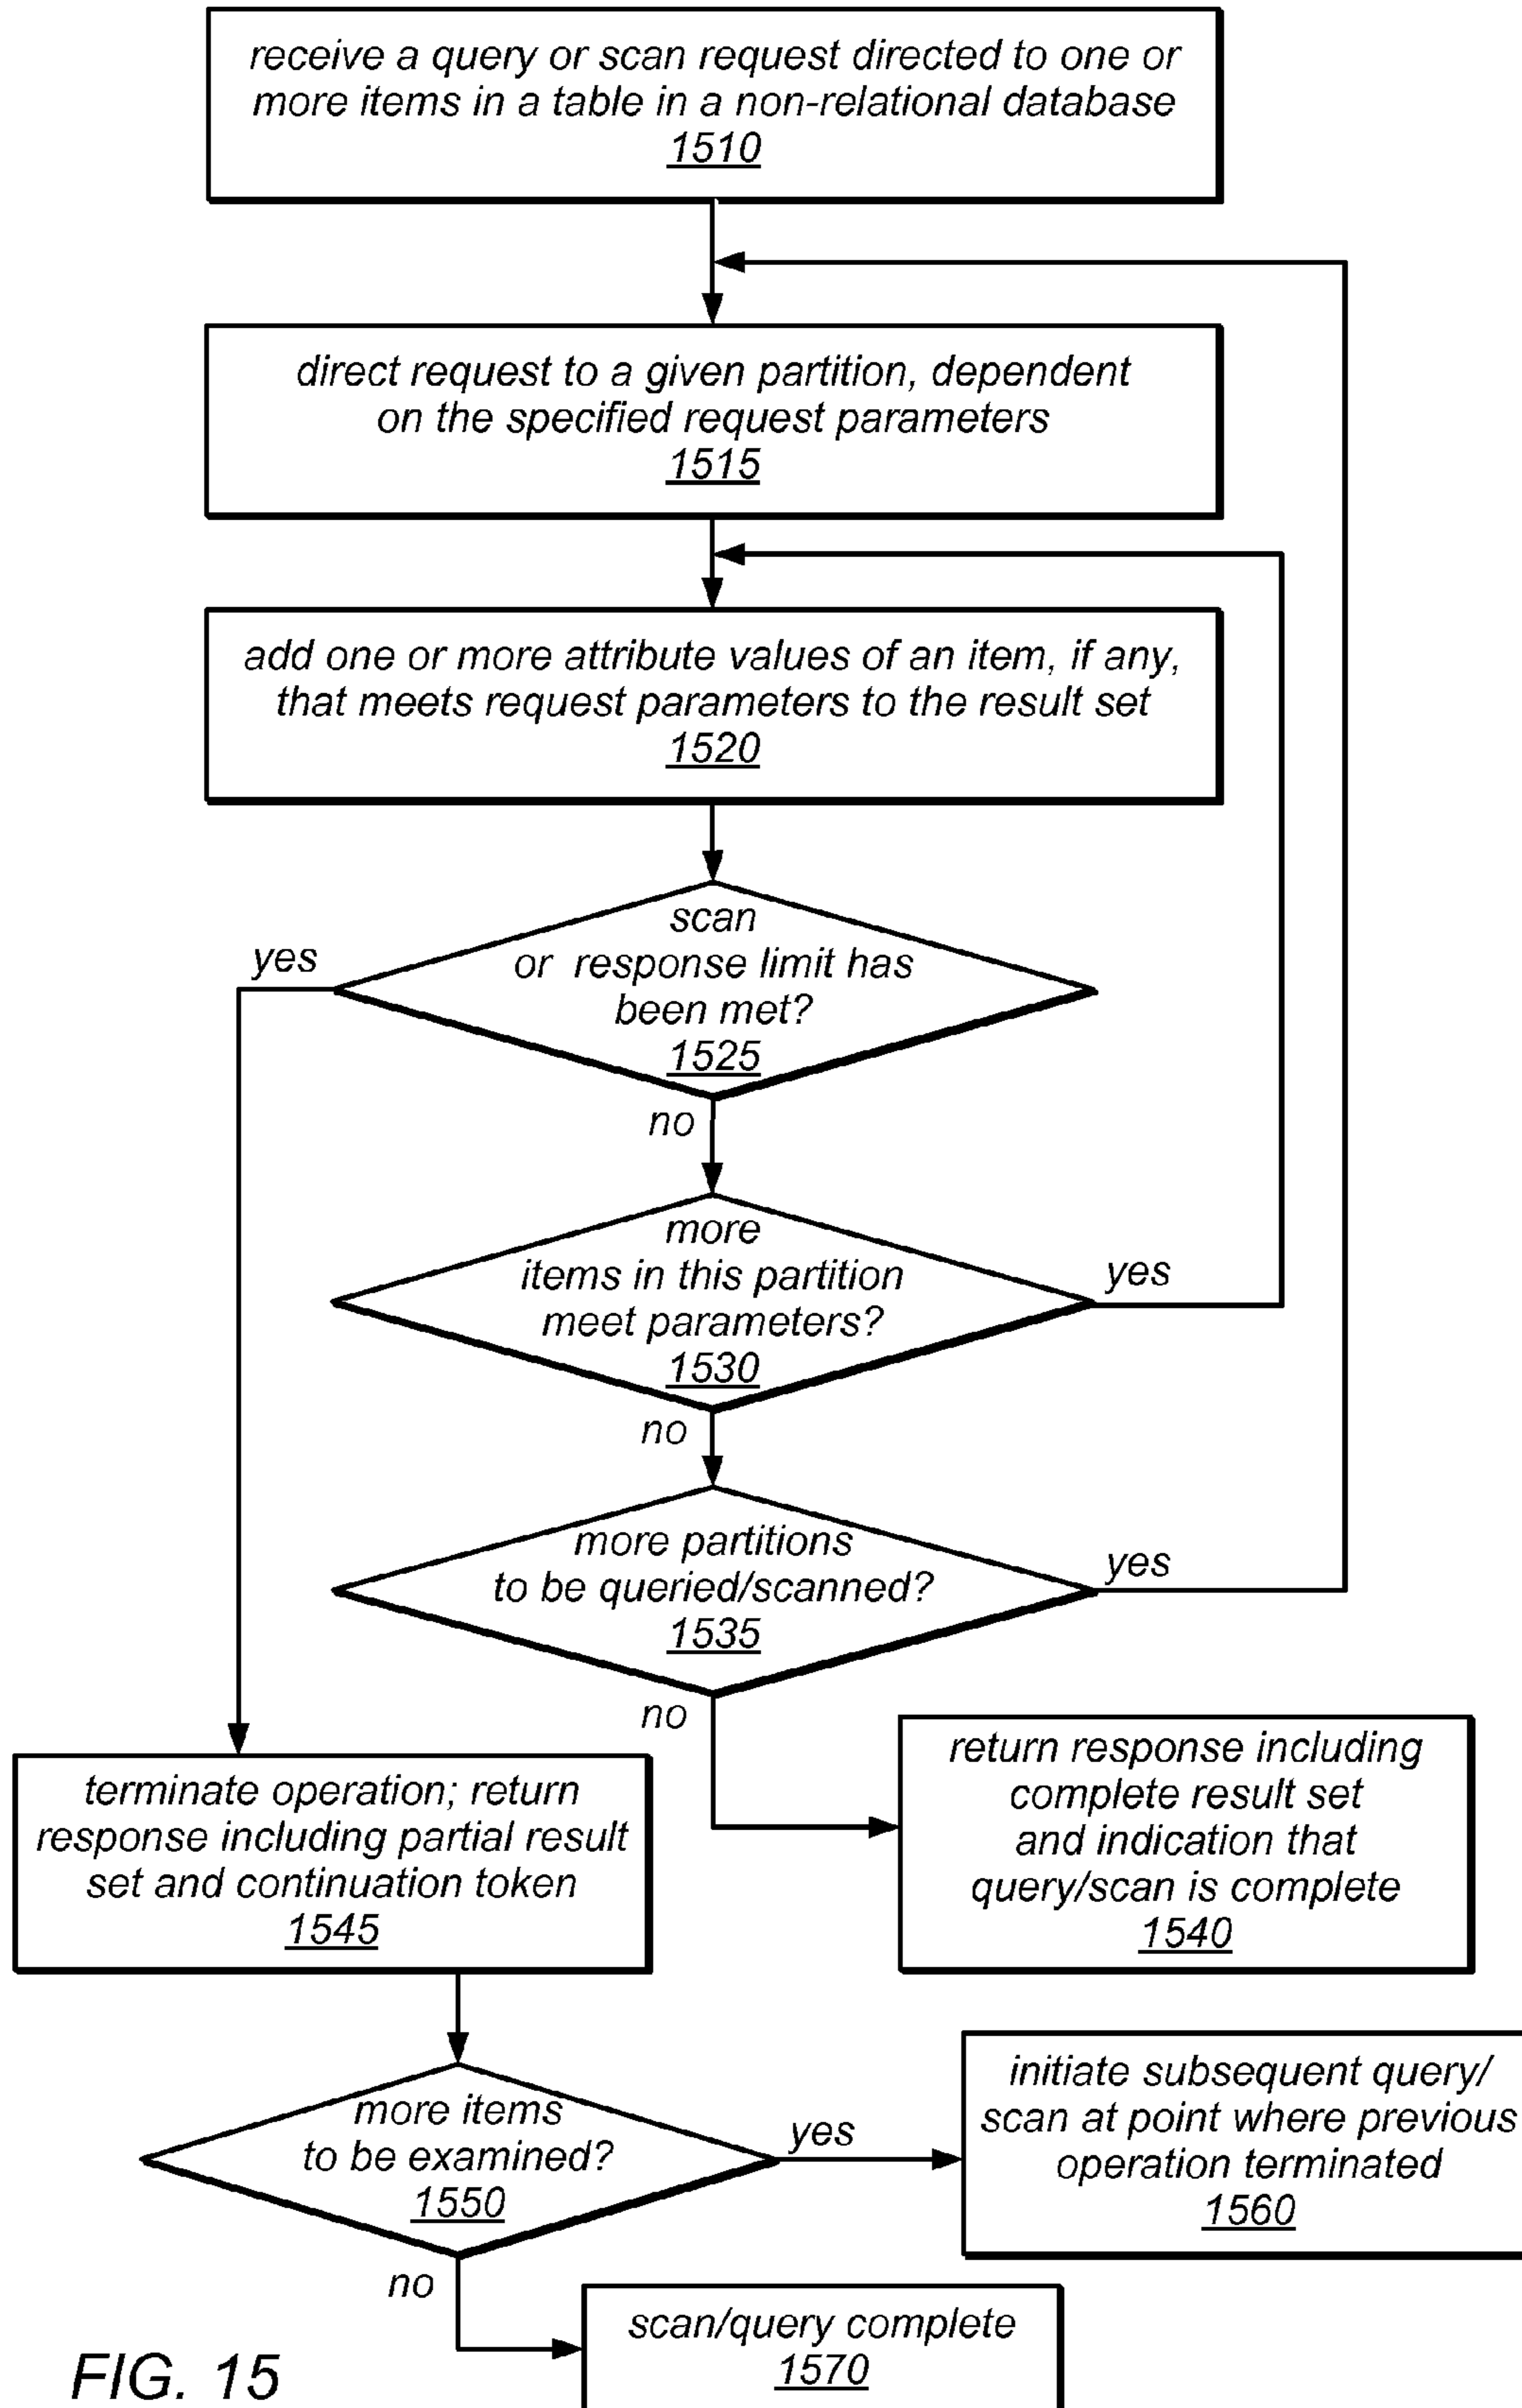 receive a query or scan request directed to one or
more items in a table in a non-relational database
1510
direct request to a given partition, dependent
on the specified request parameters
1515
add one or more attribute values of an item, if any,
that meets request parameters to the result set
1520
scan
or response limit has
been met?
1525
yes
no
more
items in this partition
meet parameters?
1530
yes
no
more partitions
to be queried/scanned?
1535
yes
no
return response including
complete result set
and indication that
query/scan is complete
1540
terminate operation; return
response including partial result
set and continuation token
1545
more items
to be examined?
1550
yes
no
initiate subsequent query/
scan at point where previous
operation terminated
1560
scan/query complete
1570
FIG. 15